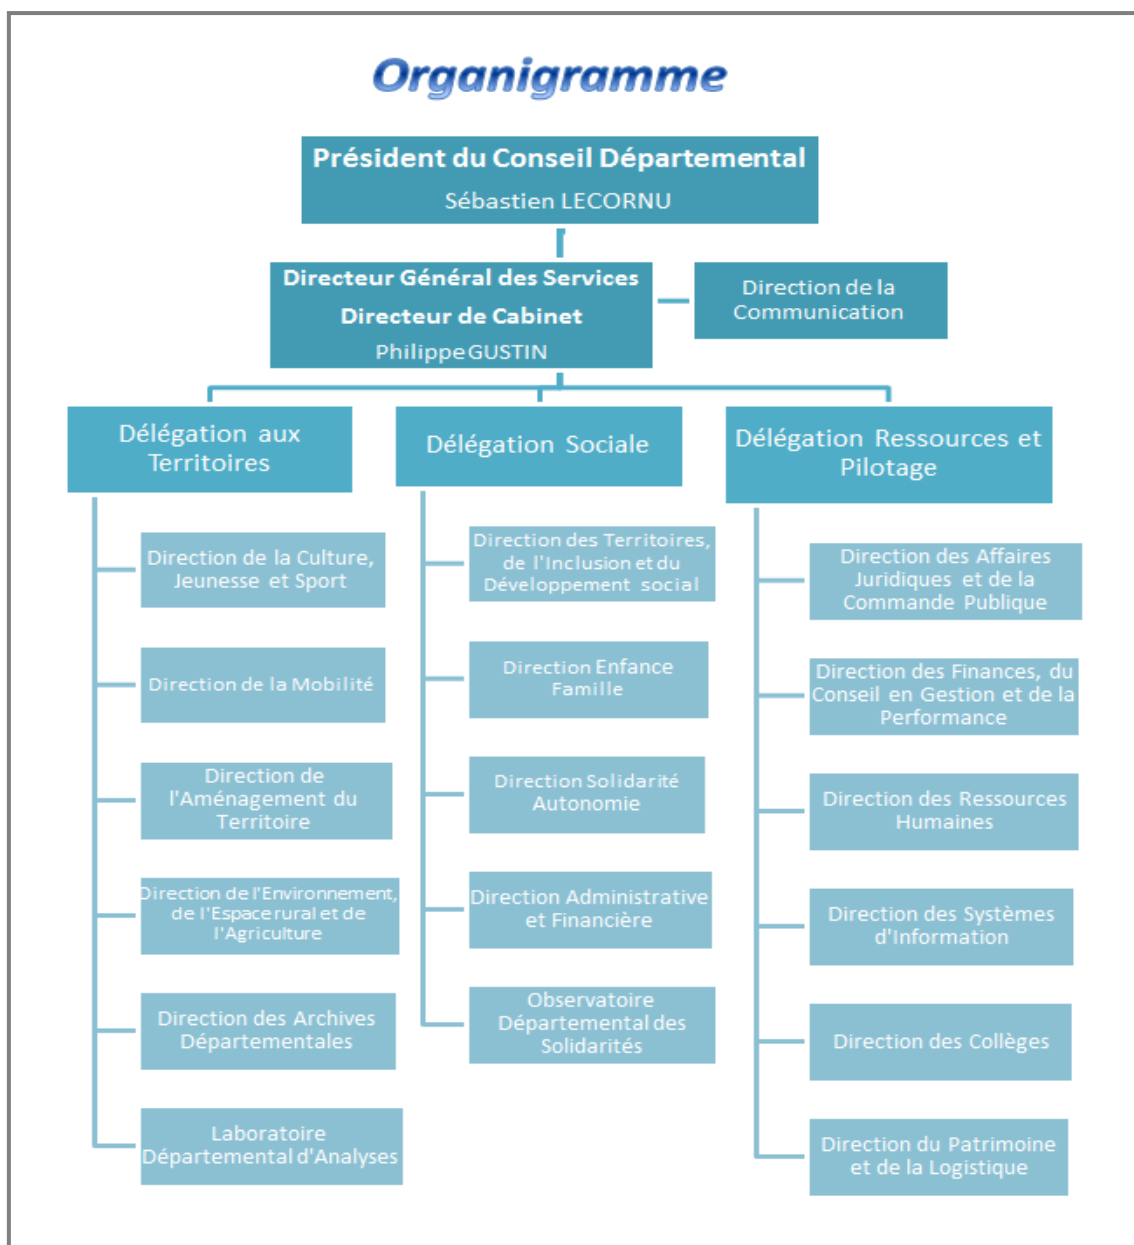 Organigramme
Président du Conseil Départemental
Sébastien LECORNU
Directeur Général des Services
Directeur de Cabinet
Philippe GUSTIN
Direction de la
Communication
Délégation aux
Territoires
Direction de la Culture,
Jeunesse et Sport
Direction de la Mobilité
Direction de
l'Aménagement du
Territoire
Direction de l'Environnement,
de l'Espace rural et de
l'Agriculture
Direction des Archives
Départementales
Laboratoire
Départemental d'Analyses
Délégation Sociale
Direction des Territoires,
de l'Inclusion et du
Développement social
Direction Enfance
Famille
Direction Solidarité
Autonomie
Direction Administrative
et Financière
Observatoire
Départemental des
Solidarités
Délégation Ressources et
Pilotage
Direction des Affaires
Juridiques et de la
Commande Publique
Direction des Finances, du
Conseil en Gestion et de la
Performance
Direction des Ressources
Humaines
Direction des Systèmes
d'Information
Direction des Collèges
Direction du Patrimoine
et de la Logistique